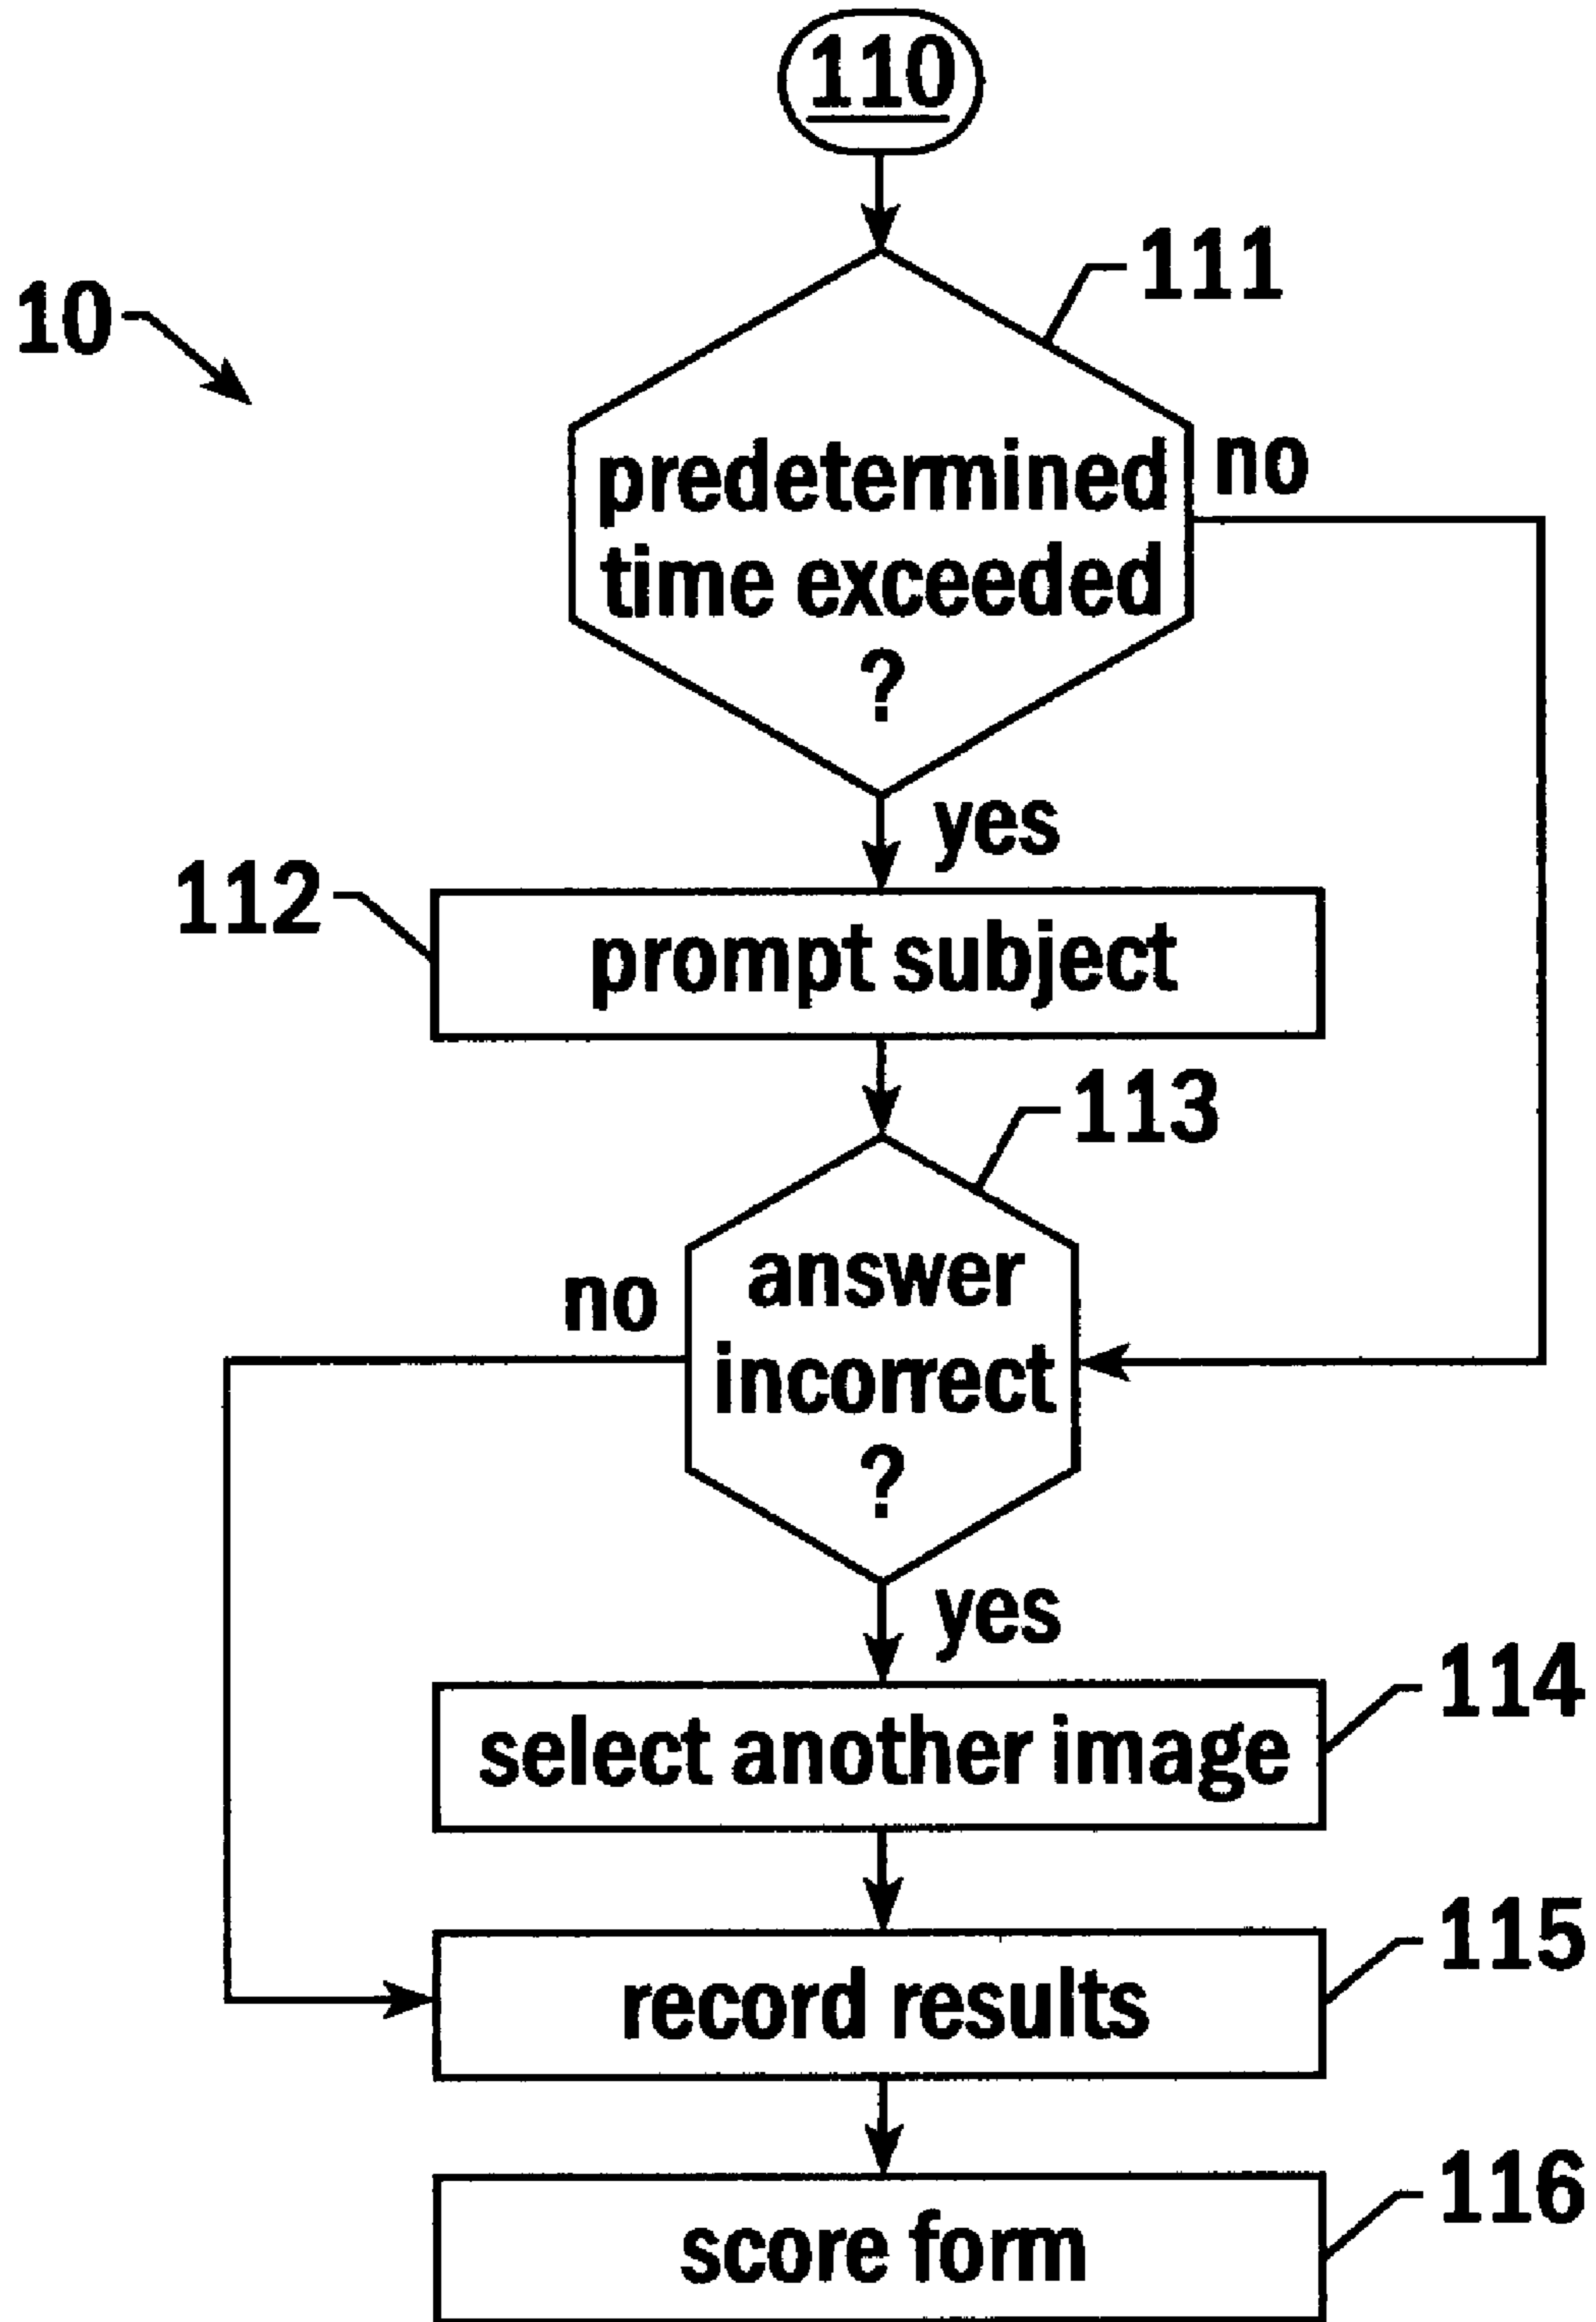 110
111
10
predetermined
time exceeded
?
no
yes
112
prompt subject
113
answer
incorrect
?
no
yes
114
select another image
115
record results
116
score form